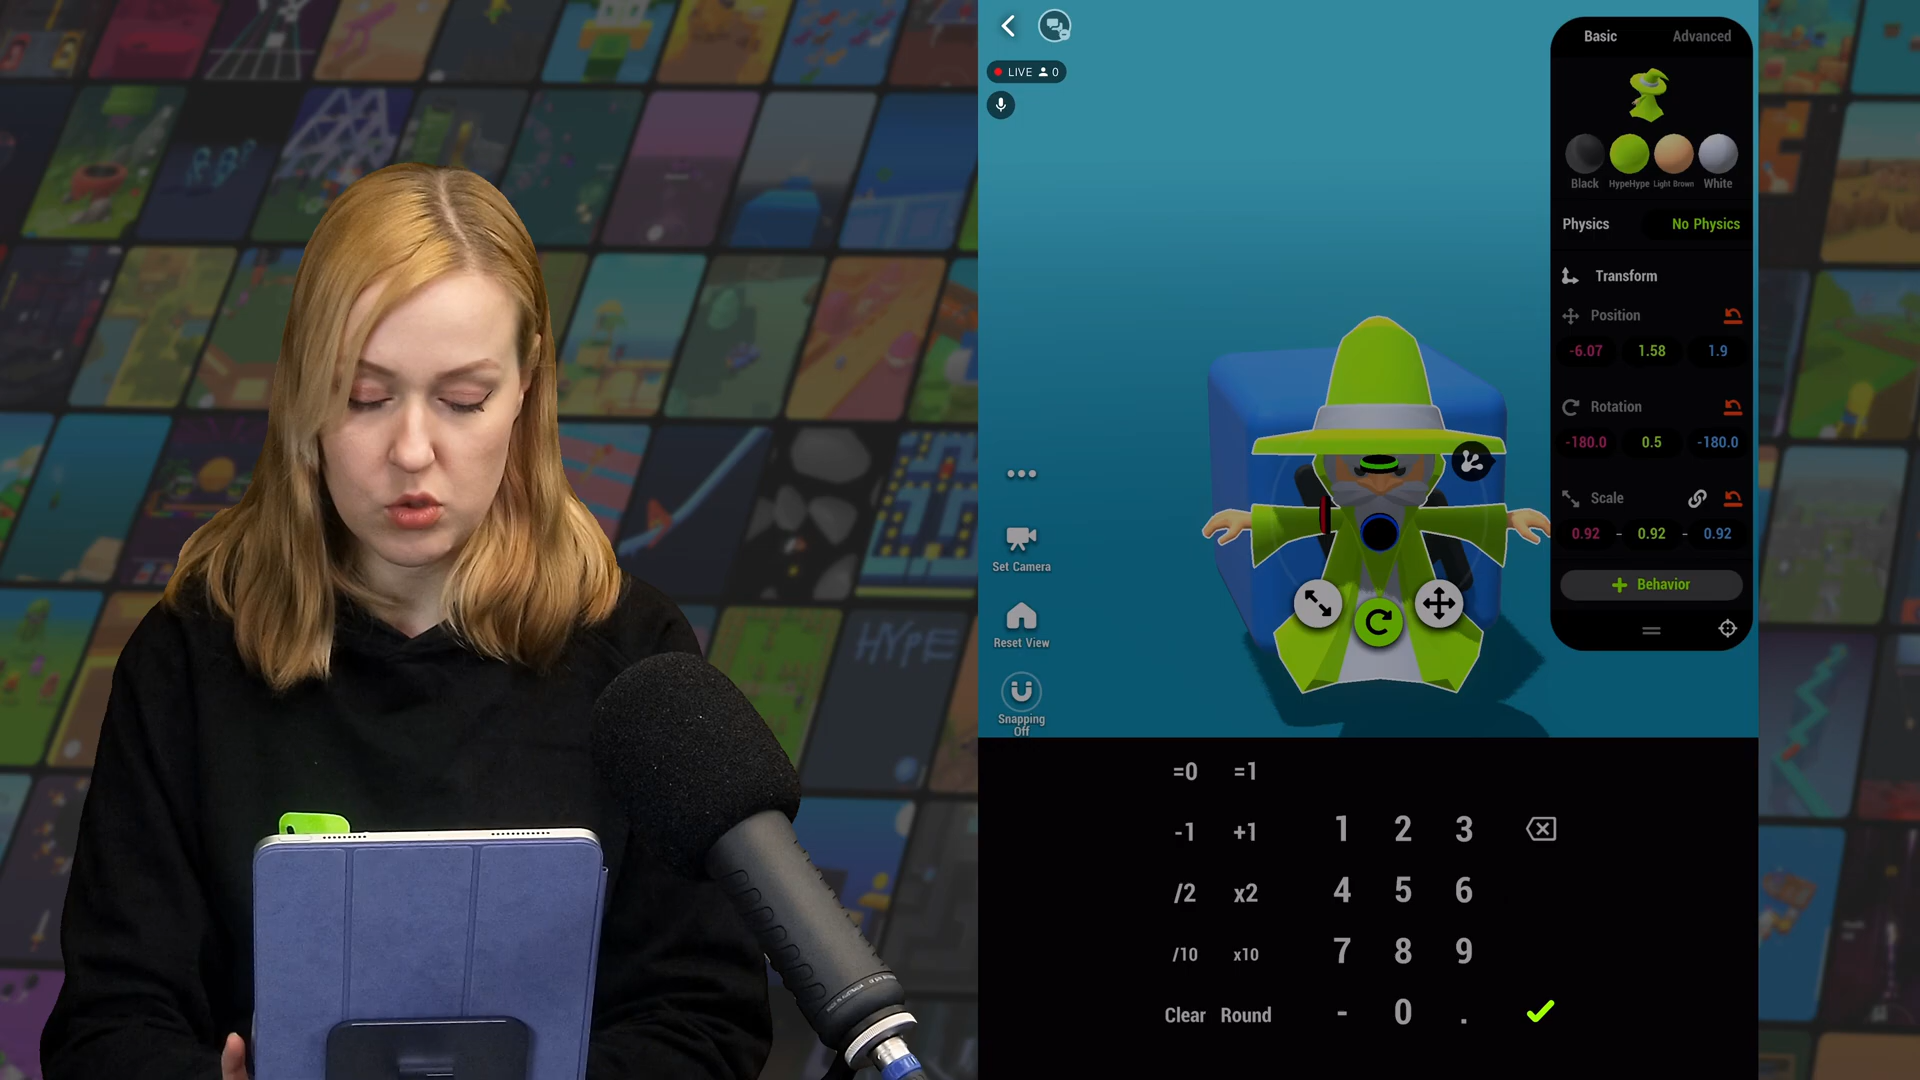 LIVE 0
Basic Advanced
Black HypeHype Light Brown White
Physics No Physics
Transform
Position
-6.07 1.58 1.9
Rotation
-180.0 0.5 -180.0
Scale
0.92 - 0.92 - 0.92
+ Behavior
Set Camera
Reset View
Snapping
Off
=0 =1
-1 +1 1 2 3
/2 x2 4 5 6
/10 x10 7 8 9
Clear Round - 0 .
HYPE